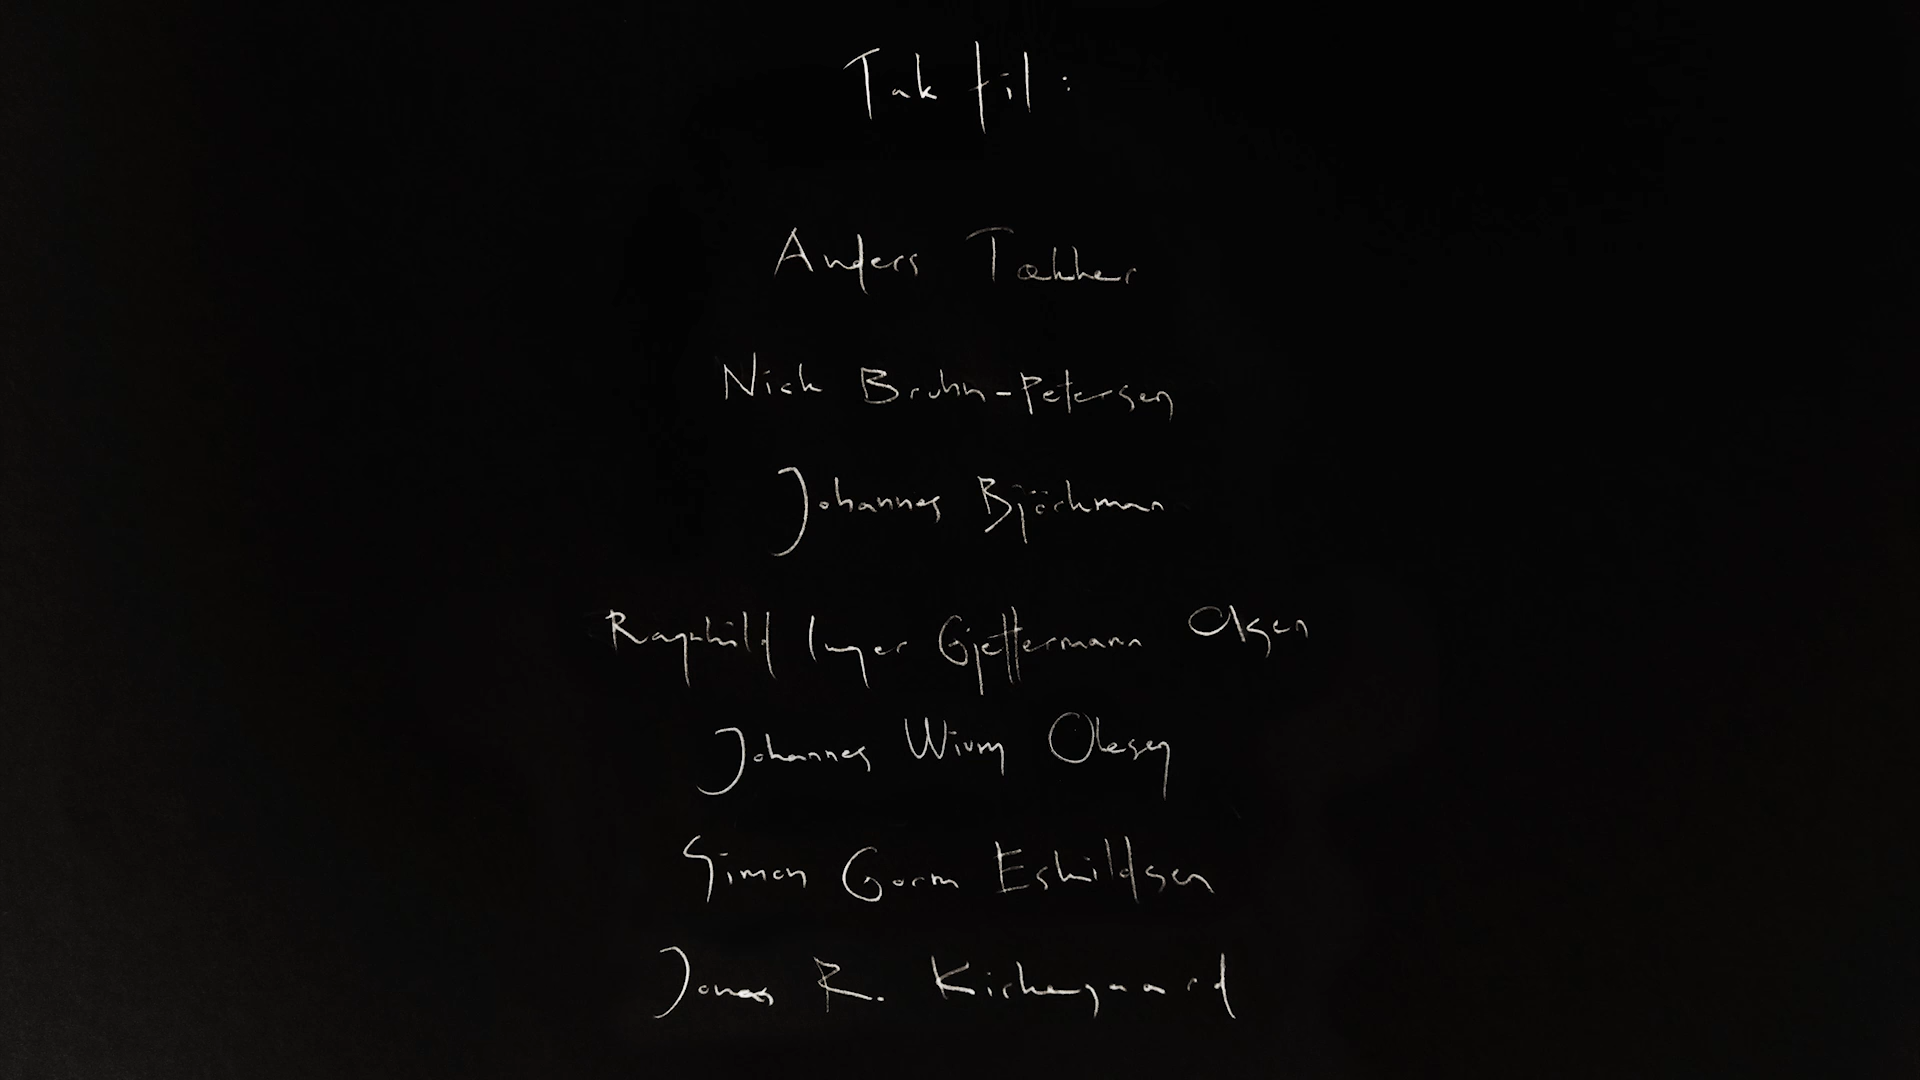 Tak til:
Anders Tækker
Nick Bruhn-Petersen
Johannes Björkman
Ragnhild Inger Gjettermann Olsen
Johannes Wium Olesen
Simon Gorm Eskildsen
Jonas R. Kirkegaard